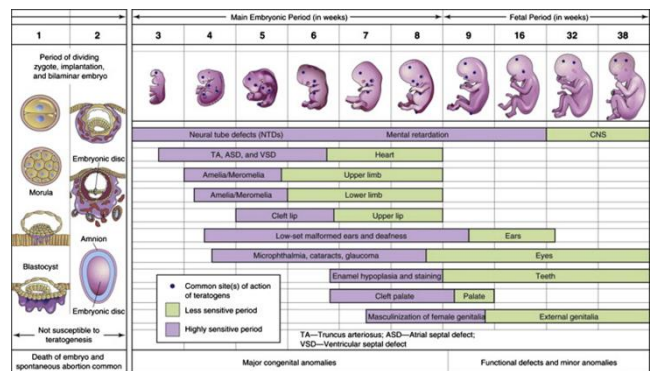 Main Embryonic Period (in weeks)
Fetal Period (in weeks)
1
2
3
4
5
6
7
8
9
16
32
38
Period of dividing
zygote, implantation,
and bilaminar embryo
Embryonic disc
Morula
Amnion
Blastocyst
Embryonic disc
Not susceptible to
teratogenesis
Death of embryo and
spontaneous abortion common
Neural tube defects (NTDs)
Mental retardation
CNS
TA, ASD, and VSD
Heart
Amelia/Meromelia
Upper limb
Amelia/Meromelia
Lower limb
Cleft lip
Upper lip
Low-set malformed ears and deafness
Ears
Microphthalmia, cataracts, glaucoma
Eyes
Enamel hypoplasia and staining
Teeth
Cleft palate
Palate
Masculinization of female genitalia
External genitalia
Common site(s) of action
of teratogens
Less sensitive period
Highly sensitive period
TA—Truncus arteriosus; ASD—Atrial septal defect;
VSD—Ventricular septal defect
Major congenital anomalies
Functional defects and minor anomalies